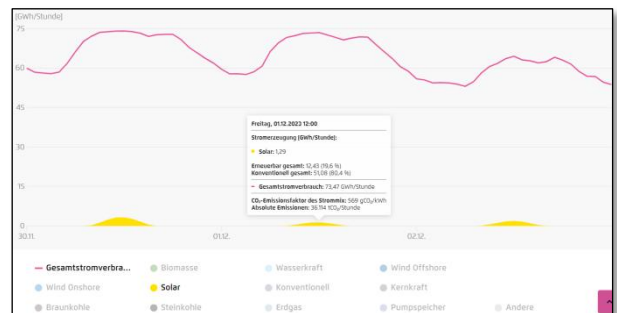 [GWh/Stunde]
75
60
45
30
15
0
30.11.
01.12.
02.12.
Freitag, 01.12.2023 12:00
Stromerzeugung (GWh/Stunde):
Solar: 1,29
Erneuerbar gesamt: 12,43 (19,6 %)
Konventionell gesamt: 51,08 (80,4 %)
Gesamtstromverbrauch: 73,47 GWh/Stunde
CO₂-Emissionsfaktor des Strommix: 569 gCO₂/kWh
Absolute Emissionen: 36.114 tCO₂/Stunde
Gesamtstromverbra... Biomasse Wasserkraft Wind Offshore
Wind Onshore Solar Konventionell Kernkraft
Braunkohle Steinkohle Erdgas Pumpspeicher Andere